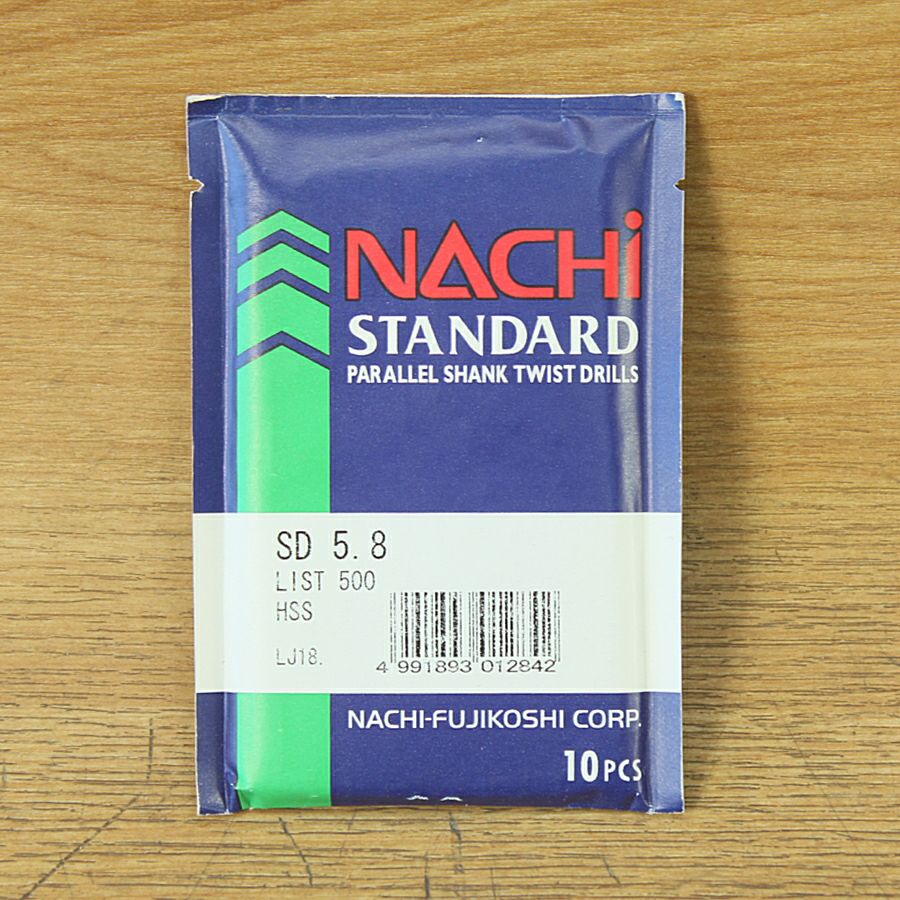 NACHi
STANDARD
PARALLEL SHANK TWIST DRILLS
SD 5.8
LIST 500
HSS
LJ18.
4 991893 012842
NACHI-FUJIKOSHI CORP.
10PCS